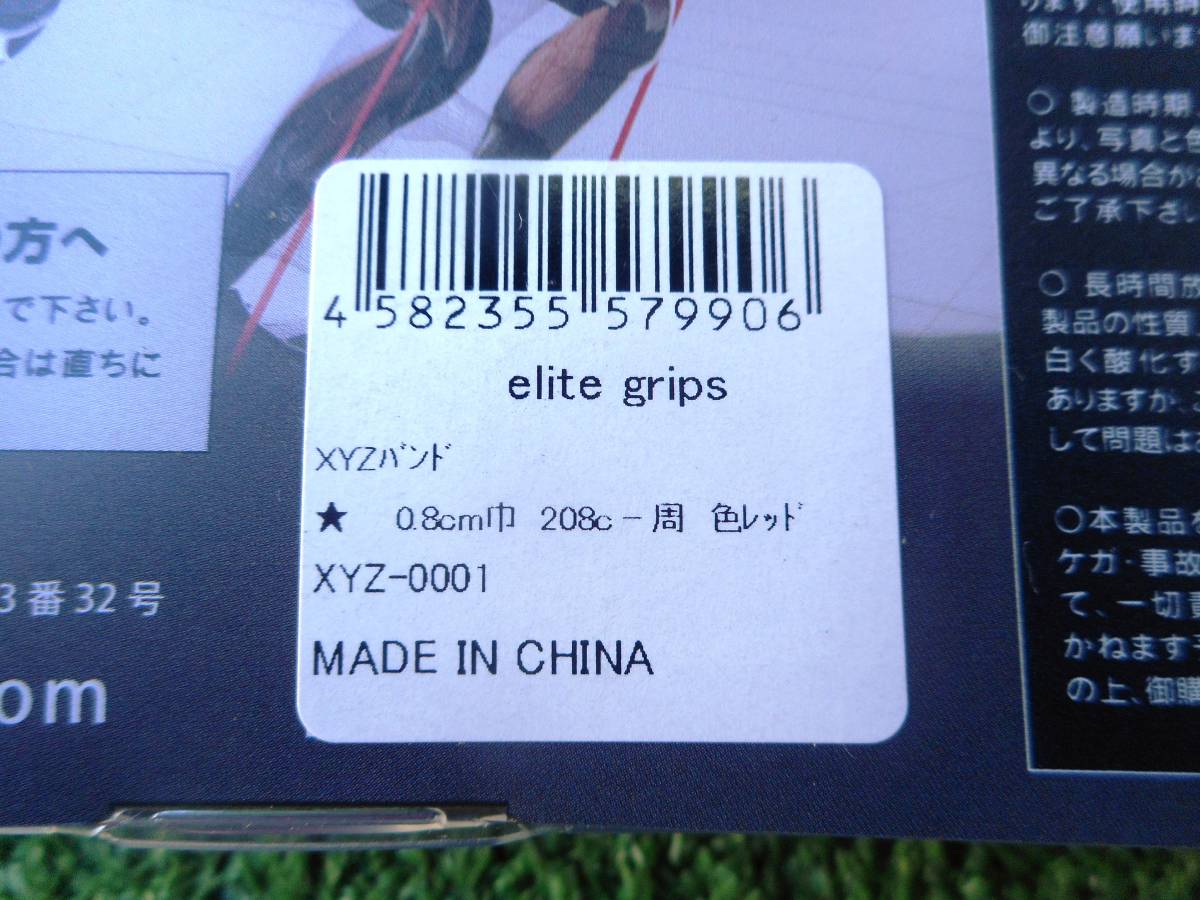 方へ
で下さい。
合は直ちに
3番32号
om
4 582355 579906
elite grips
XYZバンド
★ 0.8cm巾 208c－周 色レッド
XYZ-0001
MADE IN CHINA
御注意願いま
○ 製造時期
より、写真と色
異なる場合が
ご了承下さい
○ 長時間放
製品の性質
白く酸化す
ありますが、
して問題は
○本製品
ケガ・事故
て、一切責
かねます
の上、御購